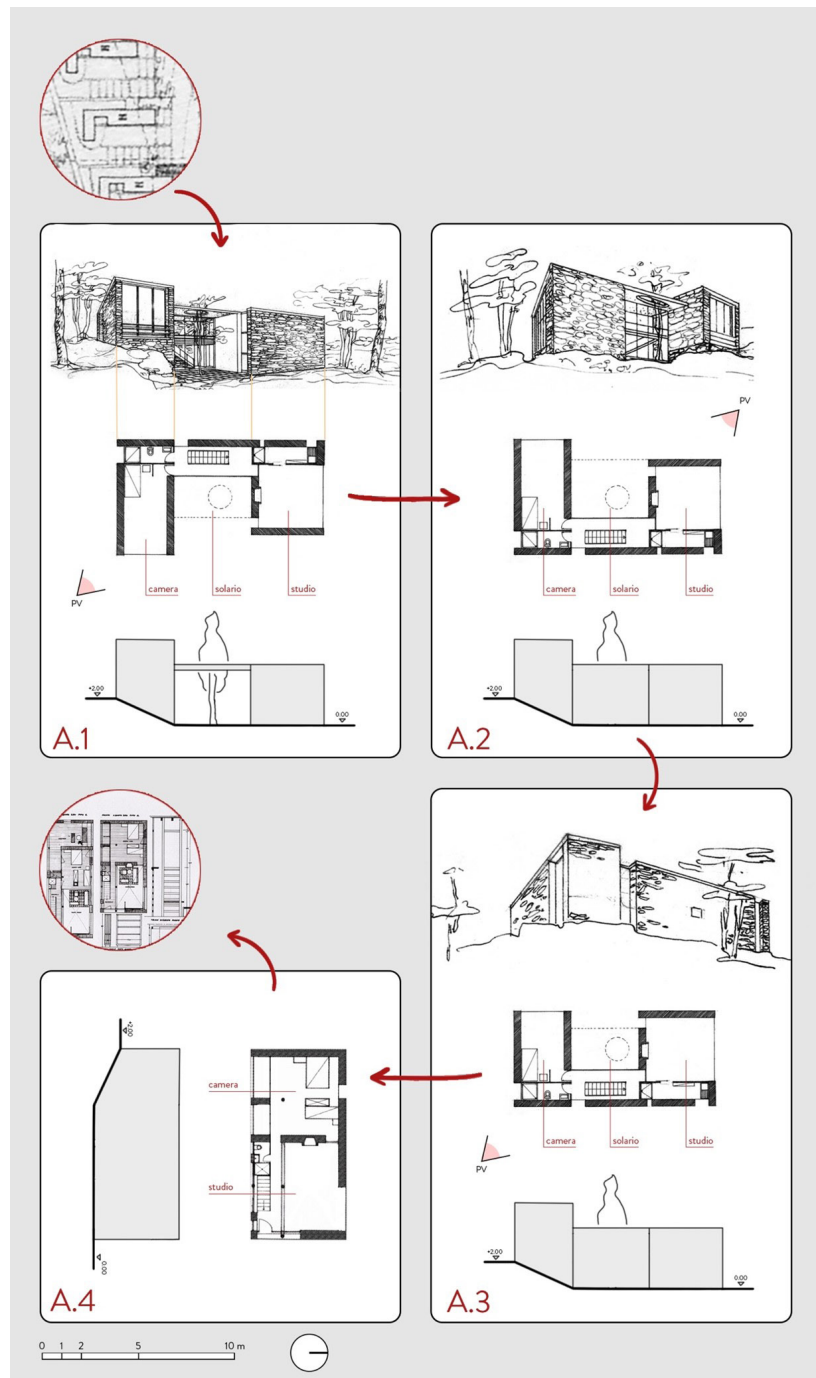 H
H
H
PV
camera
solario
studio
PV
+2.00
0.00
A.1
camera
solario
studio
+2.00
0.00
A.2
camera
solario
studio
PV
+2.00
0.00
A.3
+2.00
camera
studio
0.00
A.4
0 1 2 5 10 m